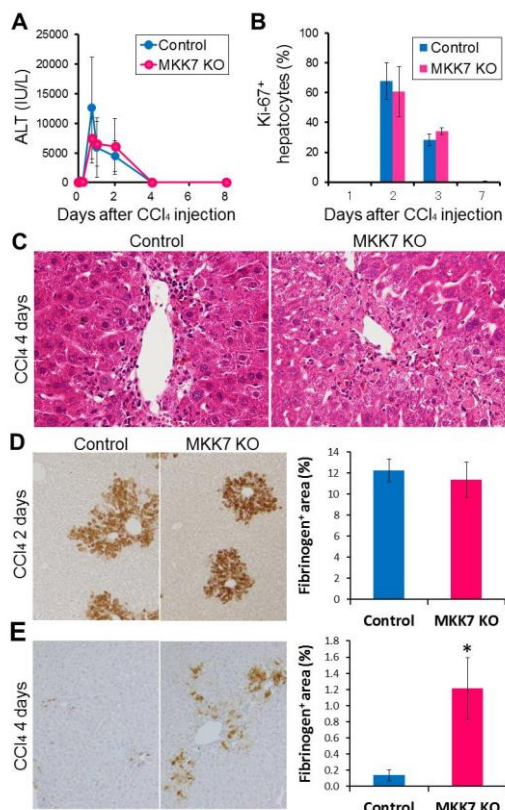 A
ALT (IU/L)
25000
20000
15000
10000
5000
0
Control
MKK7 KO
0 2 4 6 8
Days after CCl₄ injection
B
Ki-67⁺
hepatocytes (%)
100
80
60
40
20
0
Control
MKK7 KO
1 2 3 7
Days after CCl₄ injection
C
Control MKK7 KO
CCl₄ 4 days
D
Control MKK7 KO
CCl₄ 2 days
Fibrinogen⁺ area (%)
14
12
10
8
6
4
2
0
Control MKK7 KO
E
CCl₄ 4 days
Fibrinogen⁺ area (%)
1.8
1.6
1.4
1.2
1.0
0.8
0.6
0.4
0.2
0.0
*
Control MKK7 KO